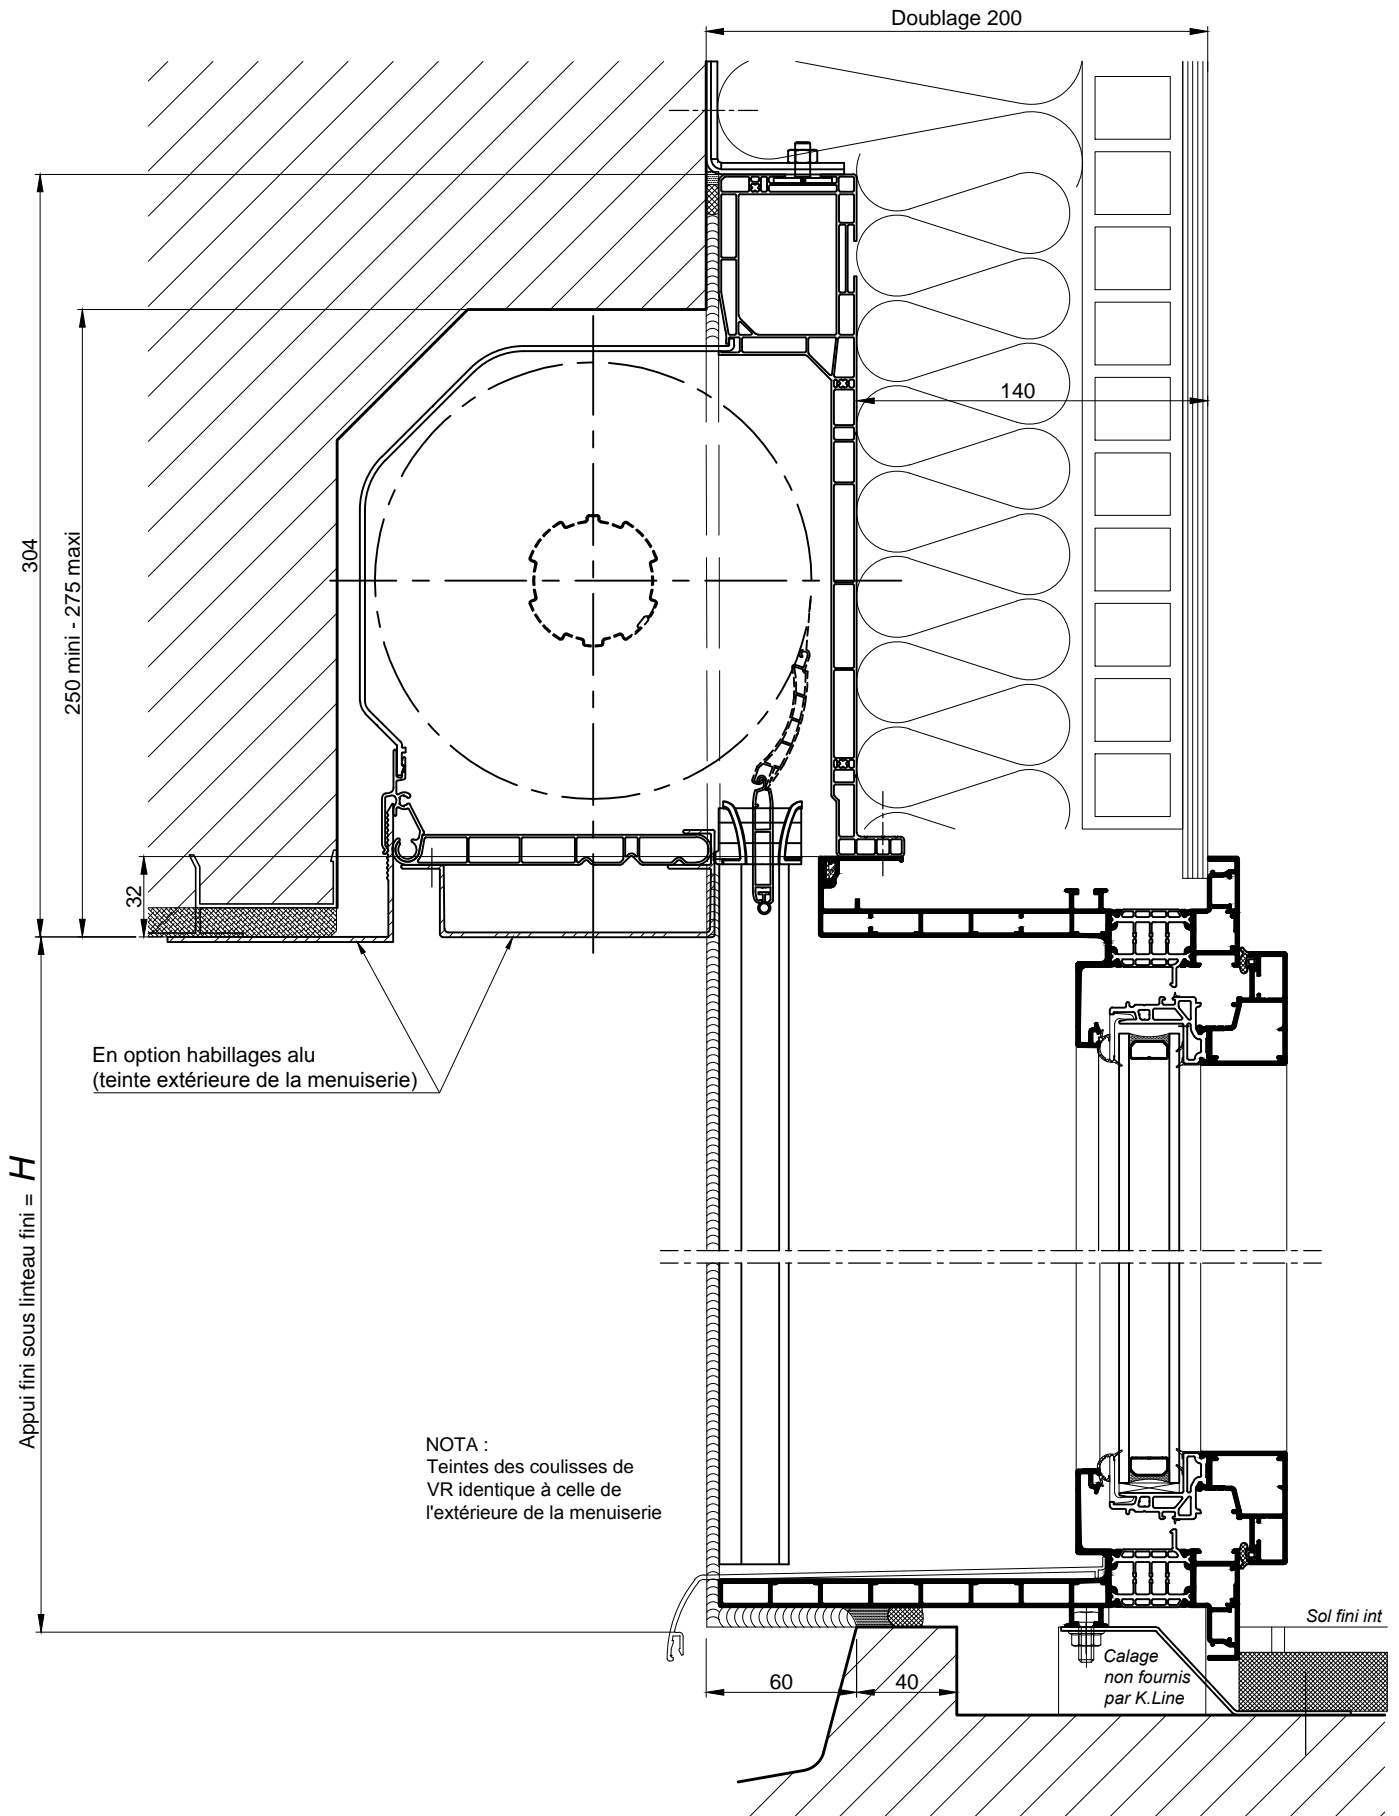 Doublage 200
140
304
250 mini - 275 maxi
32
En option habillages alu
(teinte extérieure de la menuiserie)
Appui fini sous linteau fini = H
NOTA :
Teintes des coulisses de
VR identique à celle de
l'extérieure de la menuiserie
Sol fini int
60
40
Calage
non fournis
par K.Line